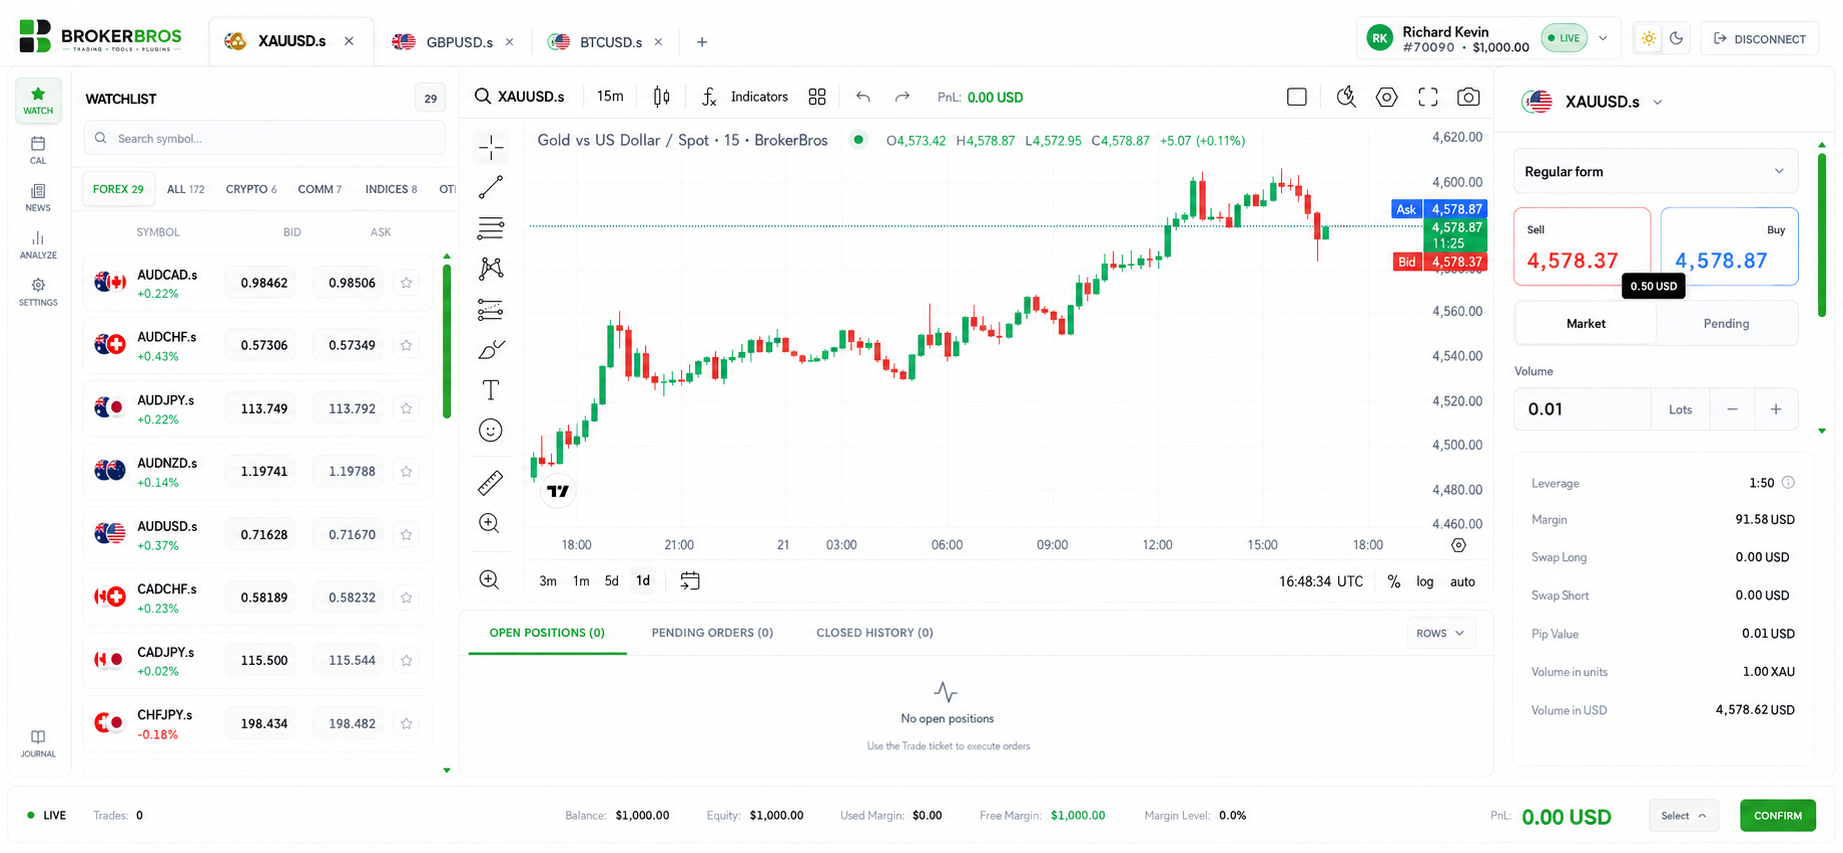 BROKERBROS
TRADING • TOOLS • PLUGINS
XAUUSD.s
GBPUSD.s
BTCUSD.s
RK
Richard Kevin
#70090 • $1,000.00
LIVE
DISCONNECT
WATCH
CAL
NEWS
ANALYZE
SETTINGS
JOURNAL
WATCHLIST
29
Search symbol...
FOREX 29 ALL 172 CRYPTO 6 COMM 7 INDICES 8 OT
SYMBOL BID ASK
AUDCAD.s
+0.22%
0.98462 0.98506
AUDCHF.s
+0.43%
0.57306 0.57349
AUDJPY.s
+0.22%
113.749 113.792
AUDNZD.s
+0.14%
1.19741 1.19788
AUDUSD.s
+0.37%
0.71628 0.71670
CADCHF.s
+0.23%
0.58189 0.58232
CADJPY.s
+0.02%
115.500 115.544
CHFJPY.s
-0.18%
198.434 198.482
XAUUSD.s 15m Indicators PnL: 0.00 USD
Gold vs US Dollar / Spot • 15 • BrokerBros O4,573.42 H4,578.87 L4,572.95 C4,578.87 +5.07 (+0.11%)
4,620.00
4,600.00
Ask 4,578.87
4,578.87
11:25
Bid 4,578.37
4,560.00
4,540.00
4,520.00
4,500.00
4,480.00
4.460.00
18:00 21:00 21 03:00 06:00 09:00 12:00 15:00 18:00
3m 1m 5d 1d
16:48:34 UTC % log auto
OPEN POSITIONS (0) PENDING ORDERS (0) CLOSED HISTORY (0)
ROWS
No open positions
Use the Trade ticket to execute orders
XAUUSD.s
Regular form
Sell
4,578.37
Buy
4,578.87
0.50 USD
Market Pending
Volume
0.01 Lots − +
Leverage 1:50
Margin 91.58 USD
Swap Long 0.00 USD
Swap Short 0.00 USD
Pip Value 0.01 USD
Volume in units 1.00 XAU
Volume in USD 4,578.62 USD
LIVE Trades: 0
Balance: $1,000.00 Equity: $1,000.00 Used Margin: $0.00 Free Margin: $1,000.00 Margin Level: 0.0%
PnL: 0.00 USD
Select
CONFIRM